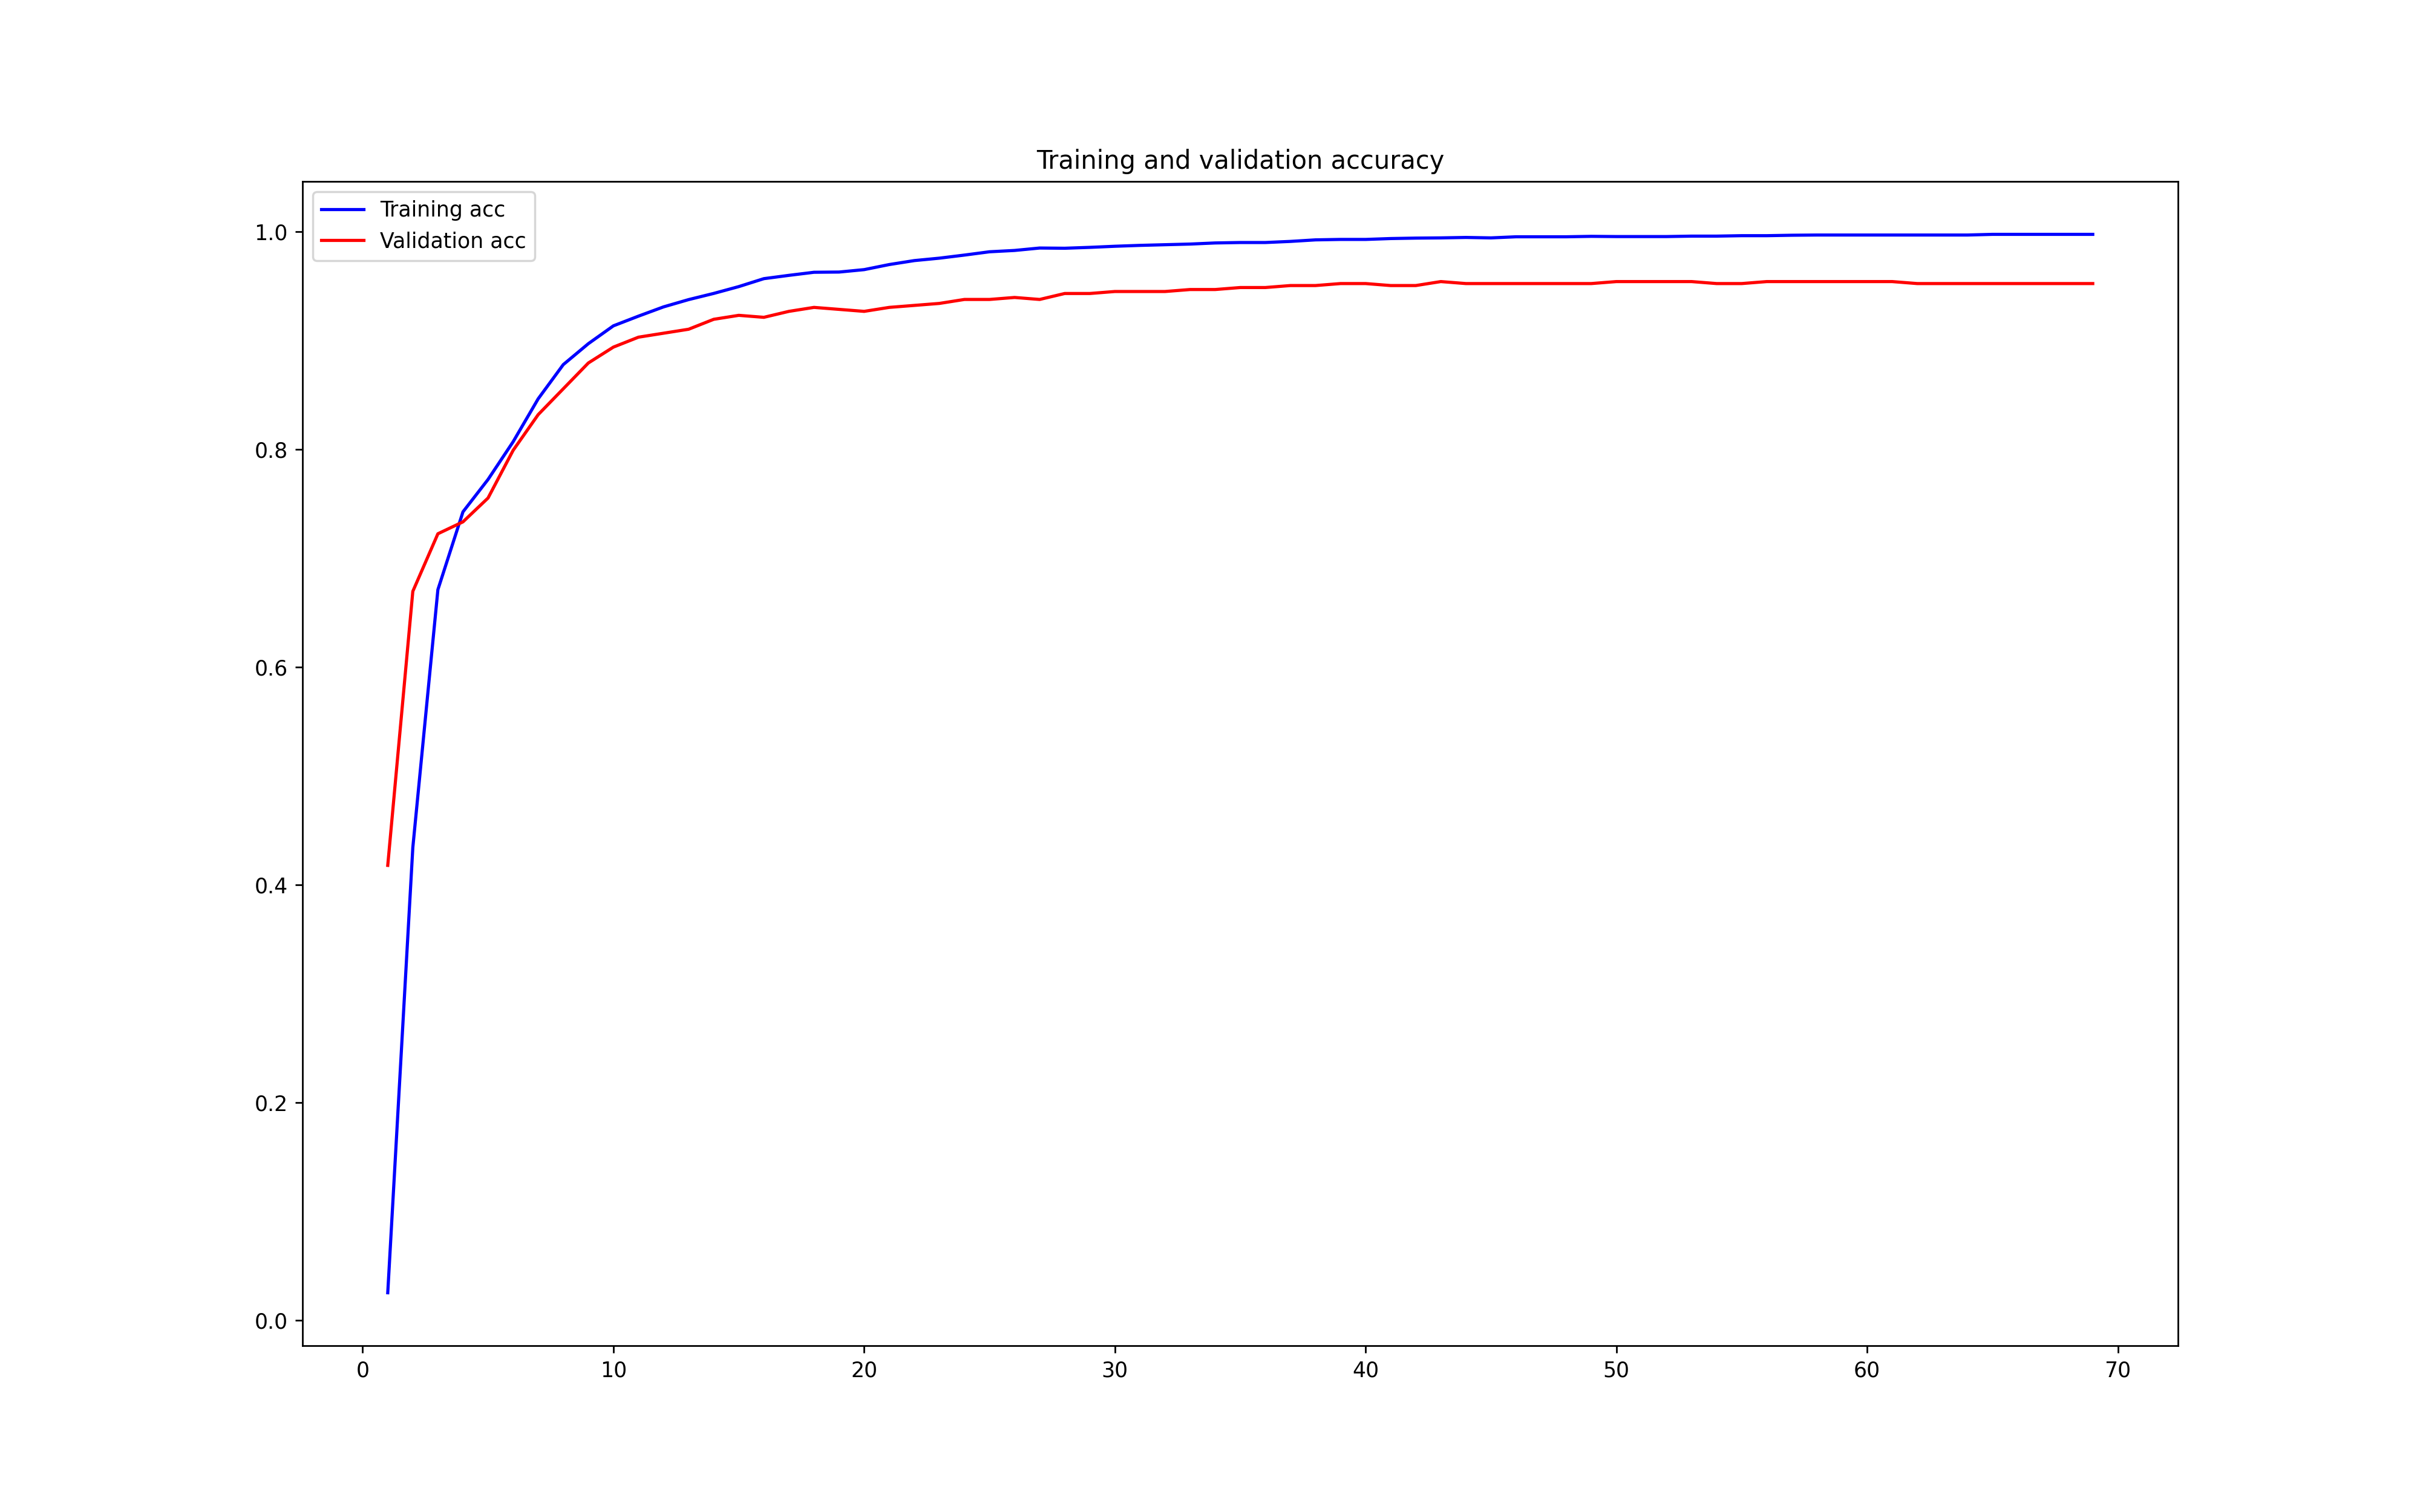 Training and validation accuracy
Training acc
Validation acc
1.0
0.8
0.6
0.4
0.2
0.0
0 10 20 30 40 50 60 70